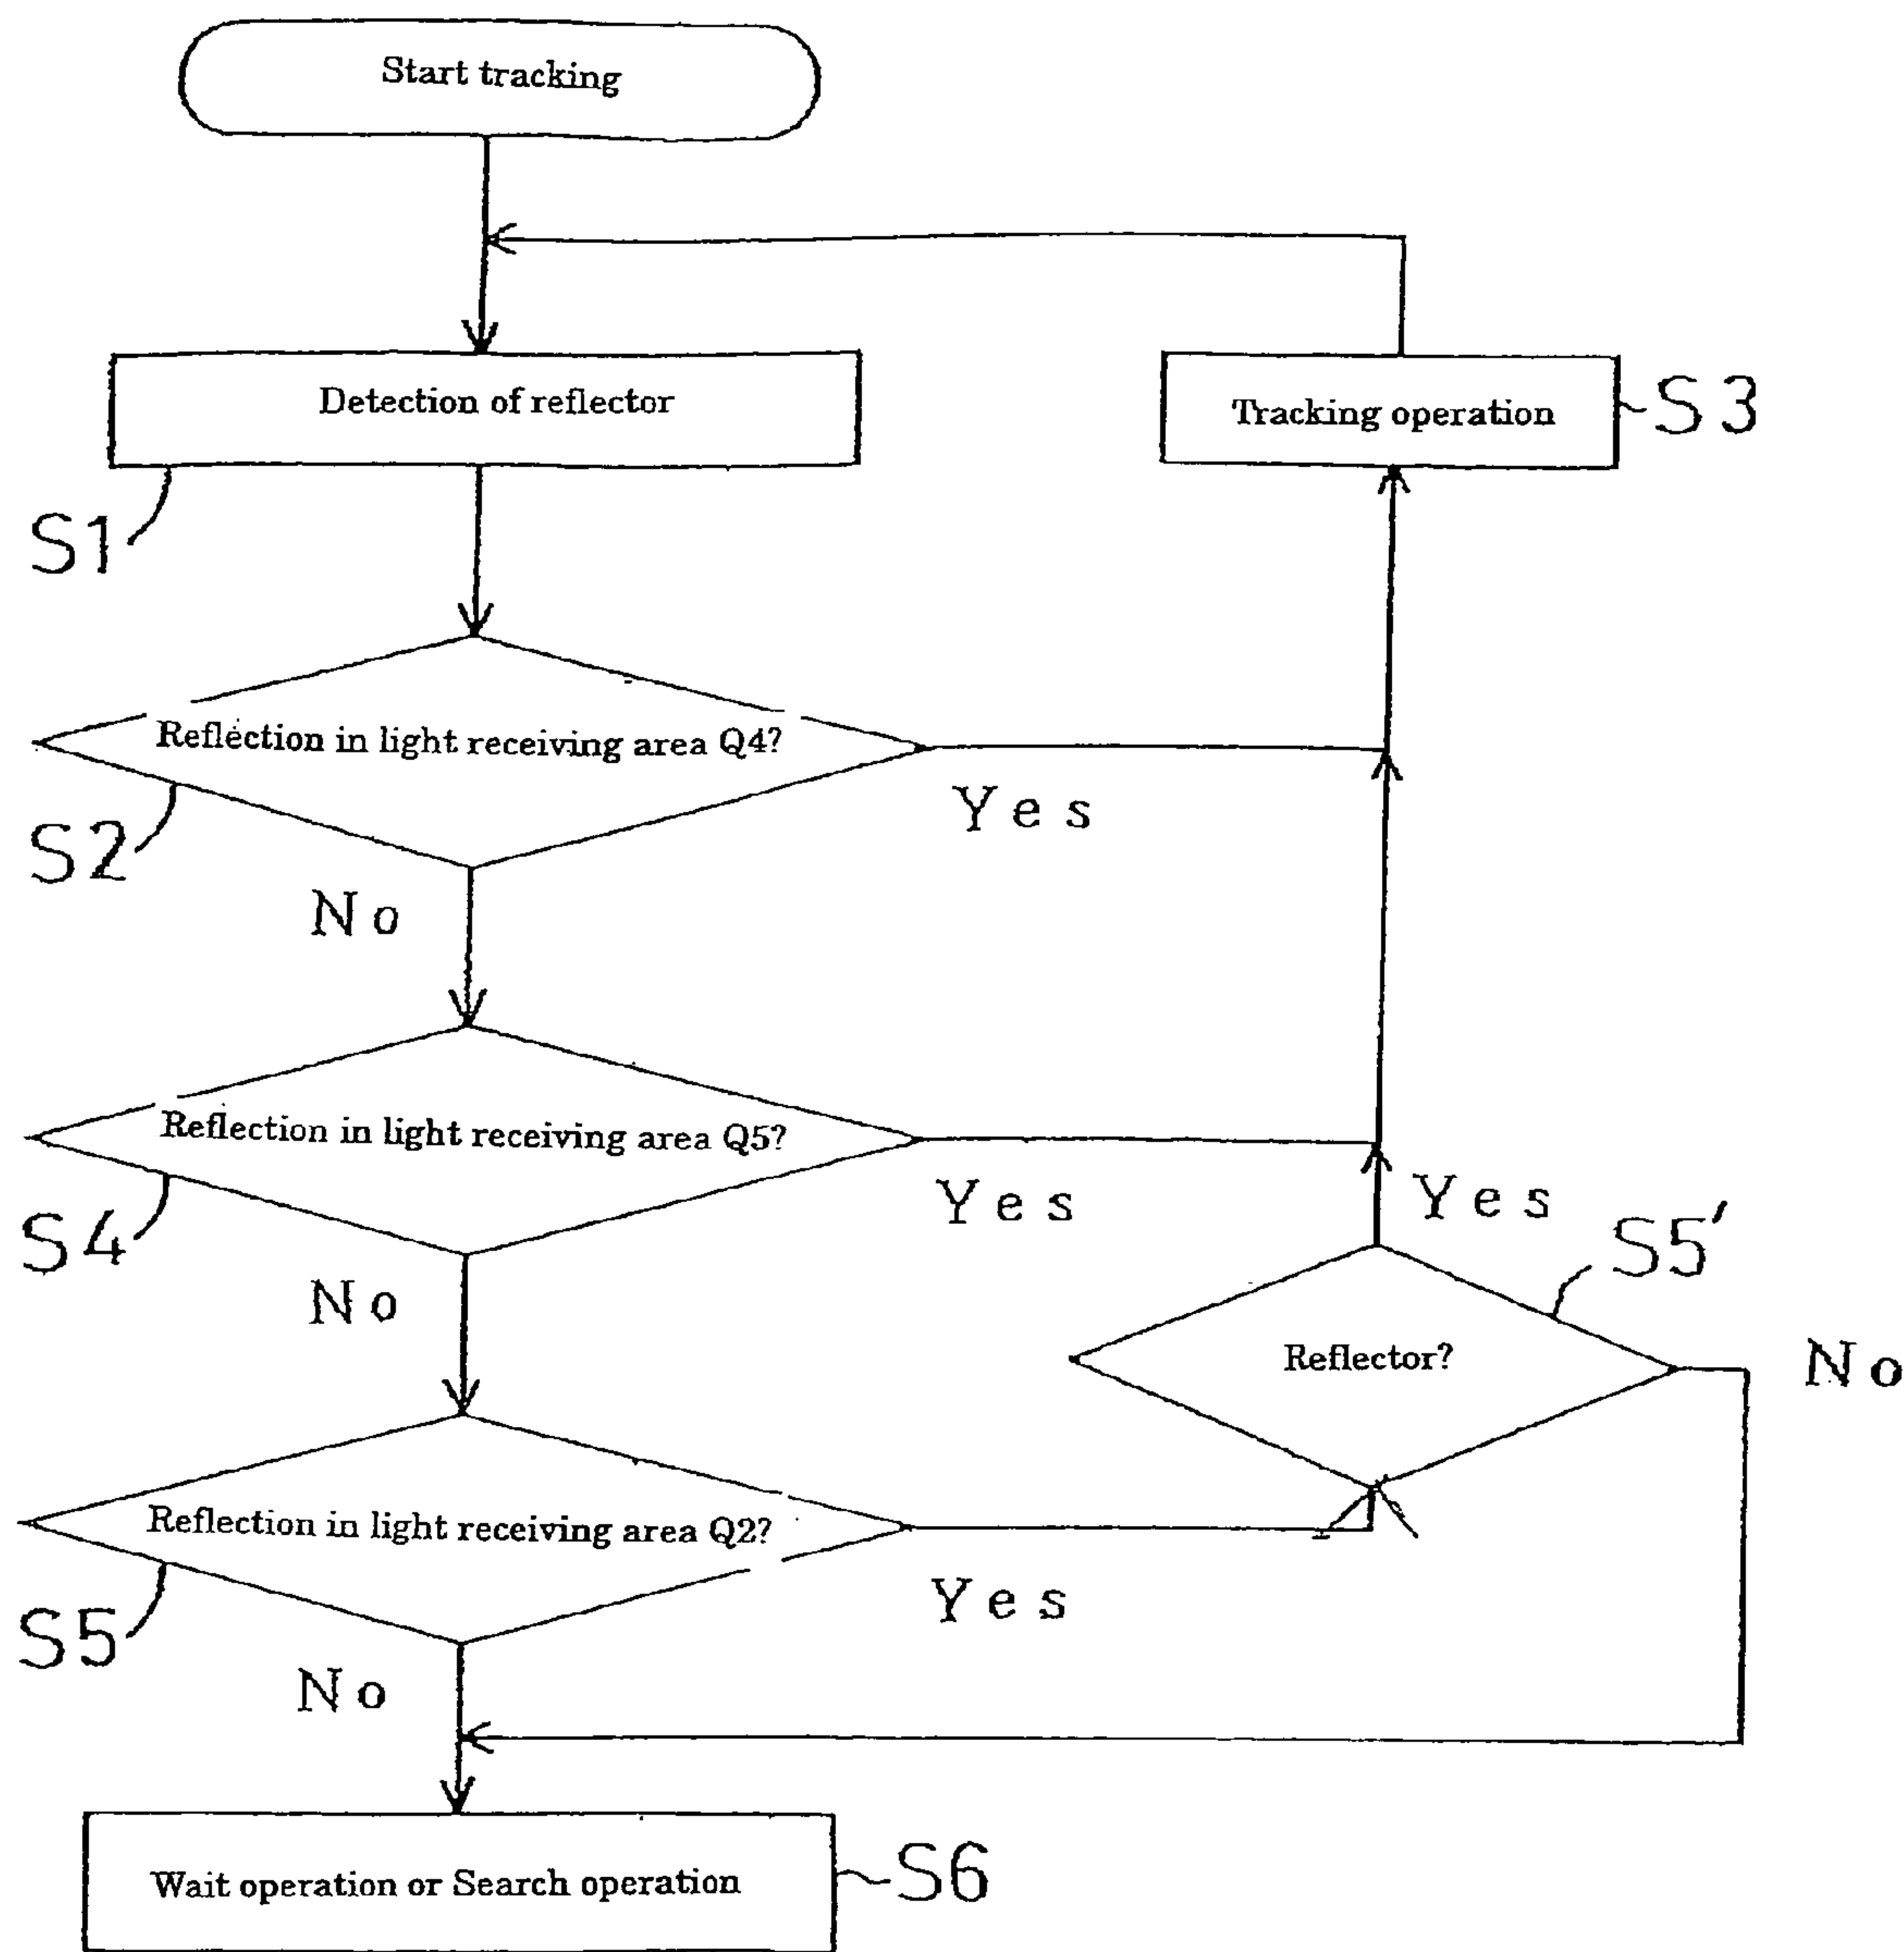 Start tracking
Detection of reflector
Tracking operation
S3
S1
Reflection in light receiving area Q4?
Yes
S2
No
Reflection in light receiving area Q5?
Yes
Yes
S4
S5'
No
Reflector?
No
Reflection in light receiving area Q2?
Yes
S5
No
Wait operation or Search operation
S6